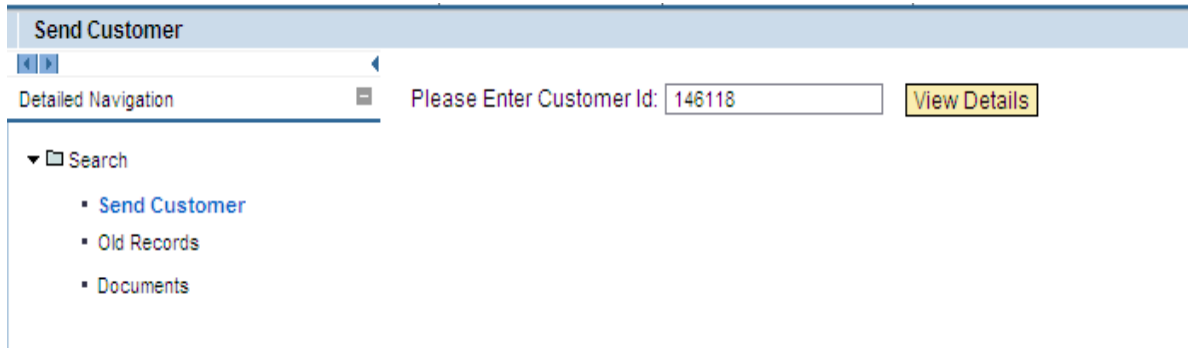 Send Customer
Detailed Navigation
Please Enter Customer Id: 146118 View Details
Search
Send Customer
Old Records
Documents